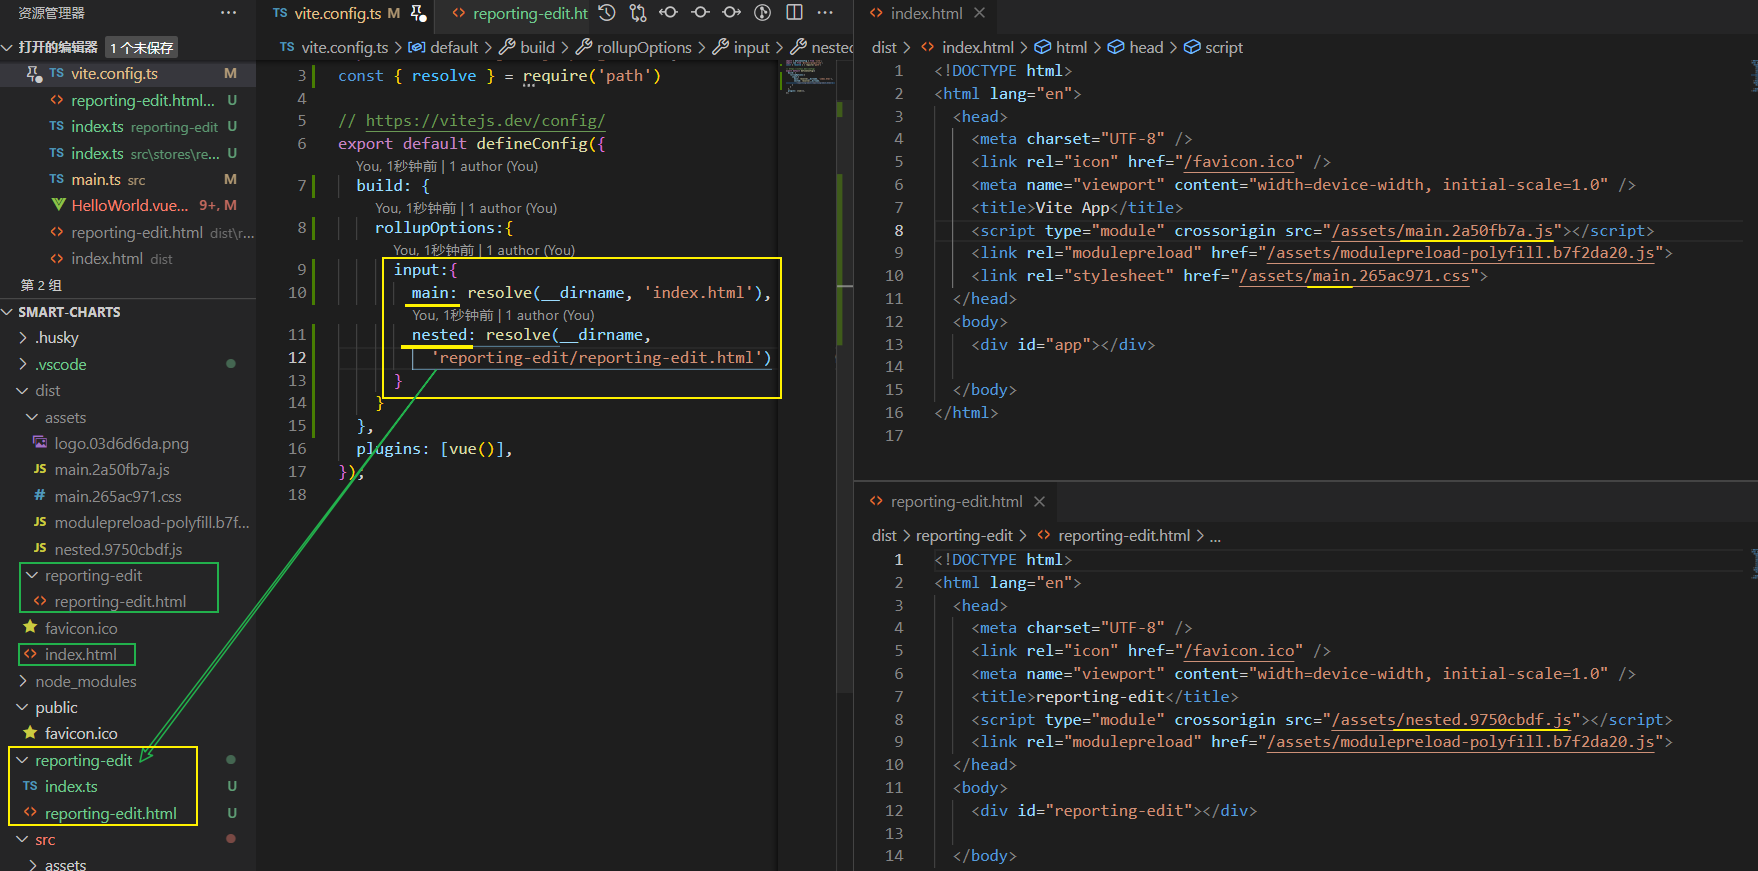 资源管理器
打开的编辑器 1 个未保存
TS vite.config.ts M
<> reporting-edit.html... U
TS index.ts reporting-edit U
TS index.ts src\stores\re... U
TS main.ts src M
HelloWorld.vue... 9+, M
<> reporting-edit.html dist\r...
<> index.html dist
第 2 组
SMART-CHARTS
.husky
.vscode
dist
assets
logo.03d6d6da.png
JS main.2a50fb7a.js
# main.265ac971.css
JS modulepreload-polyfill.b7f...
JS nested.9750cbdf.js
reporting-edit
<> reporting-edit.html
favicon.ico
<> index.html
node_modules
public
favicon.ico
reporting-edit
TS index.ts U
<> reporting-edit.html U
src
assets
TS vite.config.ts M
<> reporting-edit.ht
TS vite.config.ts > default > build > rollupOptions > input > nested
3 const { resolve } = require('path')
4
5 // https://vitejs.dev/config/
6 export default defineConfig({
You, 1秒钟前 | 1 author (You)
7 build: {
You, 1秒钟前 | 1 author (You)
8 rollupOptions:{
You, 1秒钟前 | 1 author (You)
9 input:{
10 main: resolve(__dirname, 'index.html'),
You, 1秒钟前 | 1 author (You)
11 nested: resolve(__dirname,
12 'reporting-edit/reporting-edit.html')
13 }
14 }
15 },
16 plugins: [vue()],
17 });
18
<> index.html
dist > <> index.html > html > head > script
1 <!DOCTYPE html>
2 <html lang="en">
3 <head>
4 <meta charset="UTF-8" />
5 <link rel="icon" href="/favicon.ico" />
6 <meta name="viewport" content="width=device-width, initial-scale=1.0" />
7 <title>Vite App</title>
8 <script type="module" crossorigin src="/assets/main.2a50fb7a.js"></script>
9 <link rel="modulepreload" href="/assets/modulepreload-polyfill.b7f2da20.js">
10 <link rel="stylesheet" href="/assets/main.265ac971.css">
11 </head>
12 <body>
13 <div id="app"></div>
14
15 </body>
16 </html>
17
<> reporting-edit.html
dist > reporting-edit > <> reporting-edit.html > ...
1 <!DOCTYPE html>
2 <html lang="en">
3 <head>
4 <meta charset="UTF-8" />
5 <link rel="icon" href="/favicon.ico" />
6 <meta name="viewport" content="width=device-width, initial-scale=1.0" />
7 <title>reporting-edit</title>
8 <script type="module" crossorigin src="/assets/nested.9750cbdf.js"></script>
9 <link rel="modulepreload" href="/assets/modulepreload-polyfill.b7f2da20.js">
10 </head>
11 <body>
12 <div id="reporting-edit"></div>
13
14 </body>